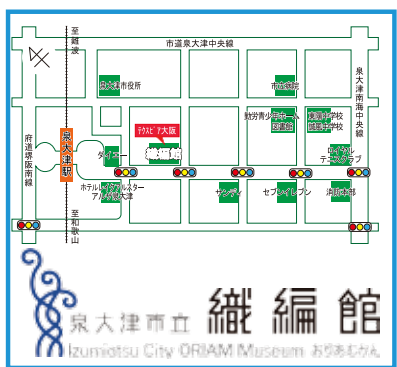 至難波
市道泉大津中央線
泉大津市役所
市立病院
泉大津南海中央線
テクスピア大阪
勤労青少年ホーム
図書館
東陽中学校
誠風中学校
府道堺阪南線
泉大津駅
ダイエー
織編館
ロイヤル
テニスクラブ
ホテルレイクアルスター
アルザ泉大津
サンディ
セブンイレブン
消防本部
至和歌山
泉大津市立 織編館
Izumiotsu City ORIAM Museum おりあむかん